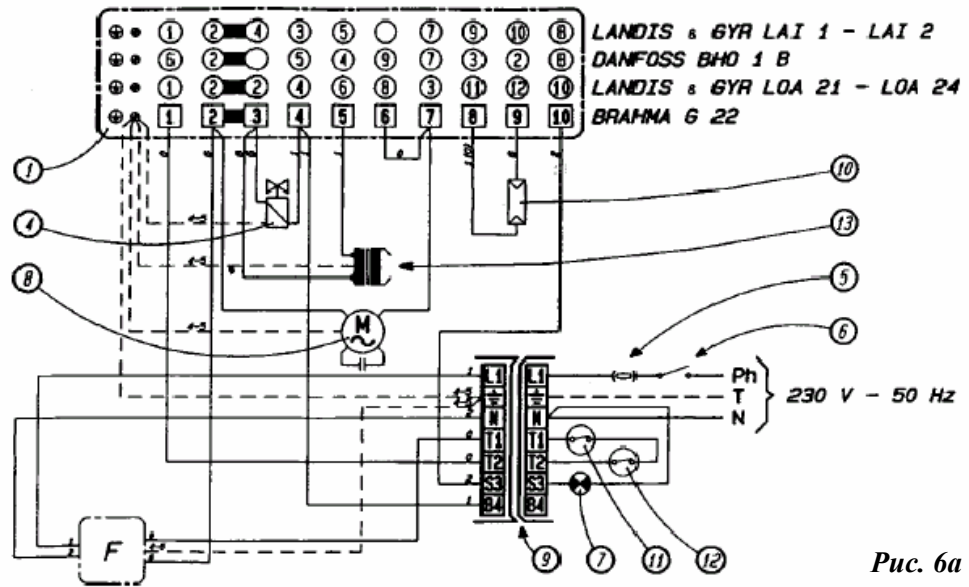 1 2 4 3 5 7 9 10 8 LANDIS & GYR LAI 1 - LAI 2
6 2 5 4 9 7 3 2 8 DANFOSS BHO 1 B
1 2 2 4 6 8 3 11 12 10 LANDIS & GYR LOA 21 - LOA 24
1 2 3 4 5 6 7 8 9 10 BRAHMA G 22
1
10
4
13
4-5
8
5
M
6
L1 L1 Ph
T 230 V - 50 Hz
N N N
T1 T1
T2 T2
S3 S3
B4 B4
F
9 7 11 12
Рис. 6a